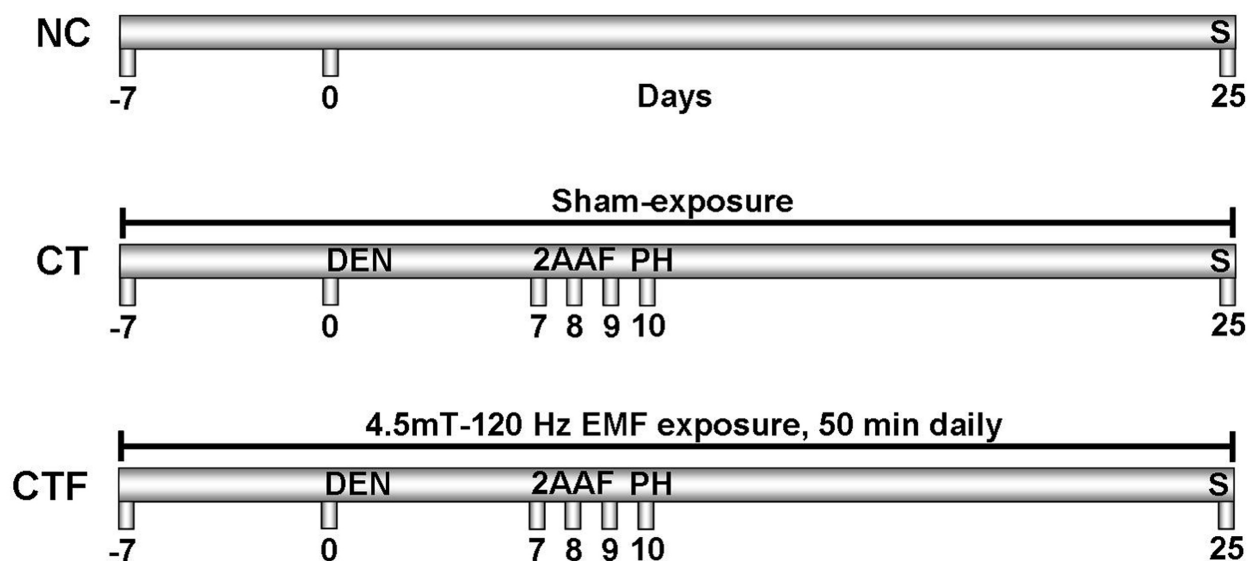 NC S
-7 0 Days 25
Sham-exposure
CT DEN 2AAF PH S
-7 0 7 8 9 10 25
4.5mT-120 Hz EMF exposure, 50 min daily
CTF DEN 2AAF PH S
-7 0 7 8 9 10 25